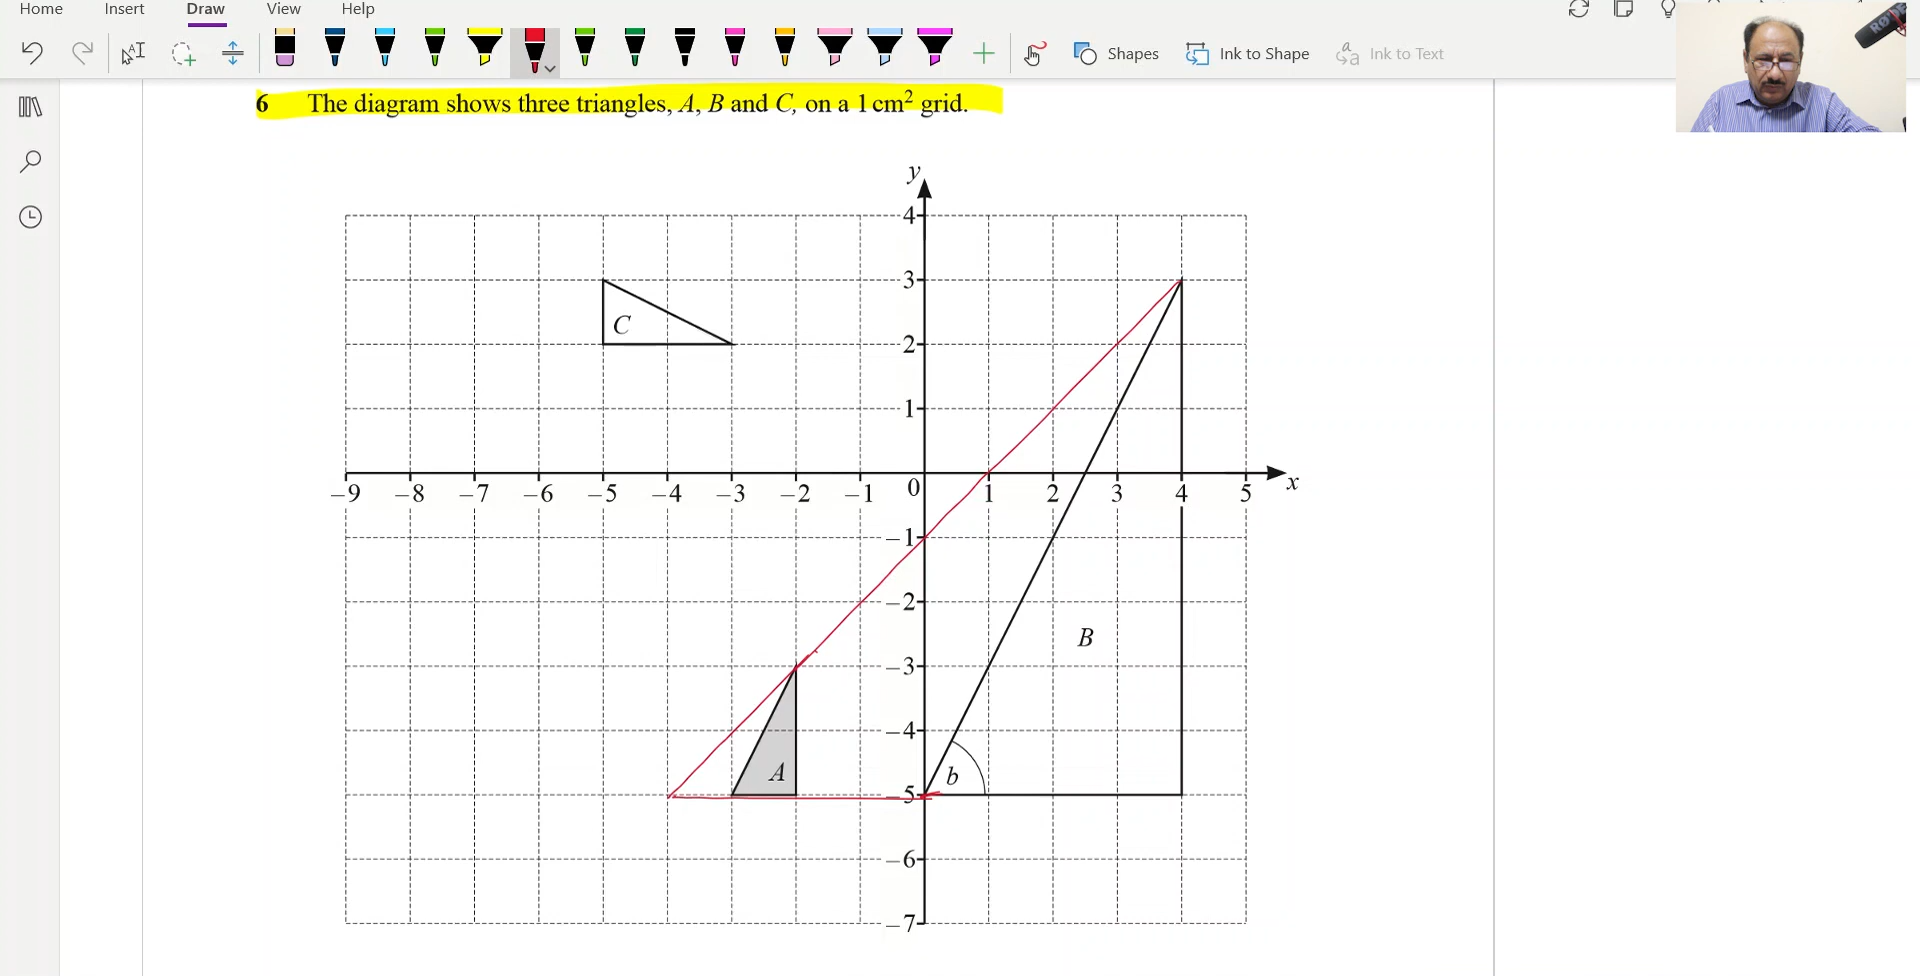 Home Insert Draw View Help
Shapes Ink to Shape Ink to Text
RØDE
6 The diagram shows three triangles, A, B and C, on a 1 cm² grid.
y
4
3
C
2
1
−9 −8 −7 −6 −5 −4 −3 −2 −1 0 1 2 3 4 5 x
−1
−2
B
−3
−4
A b
−5
−6
−7